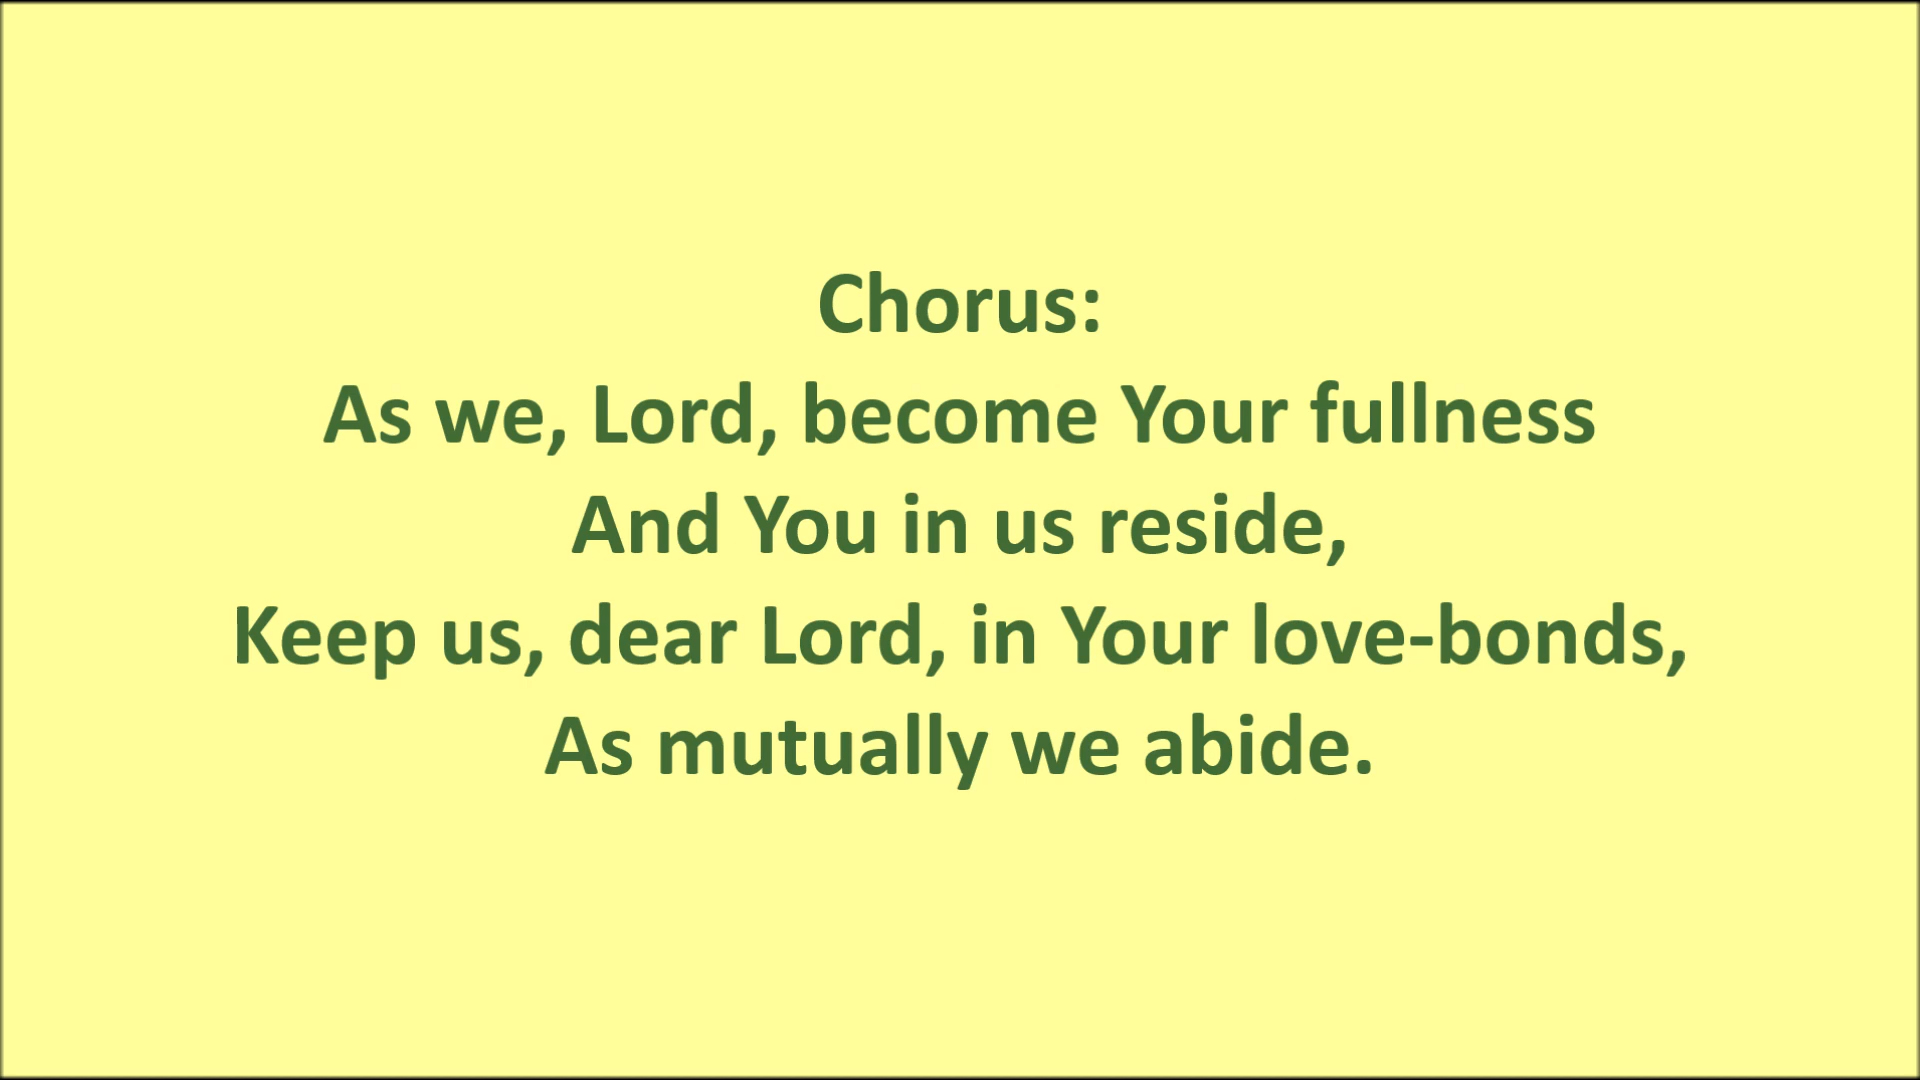 Chorus:
As we, Lord, become Your fullness
And You in us reside,
Keep us, dear Lord, in Your love-bonds,
As mutually we abide.